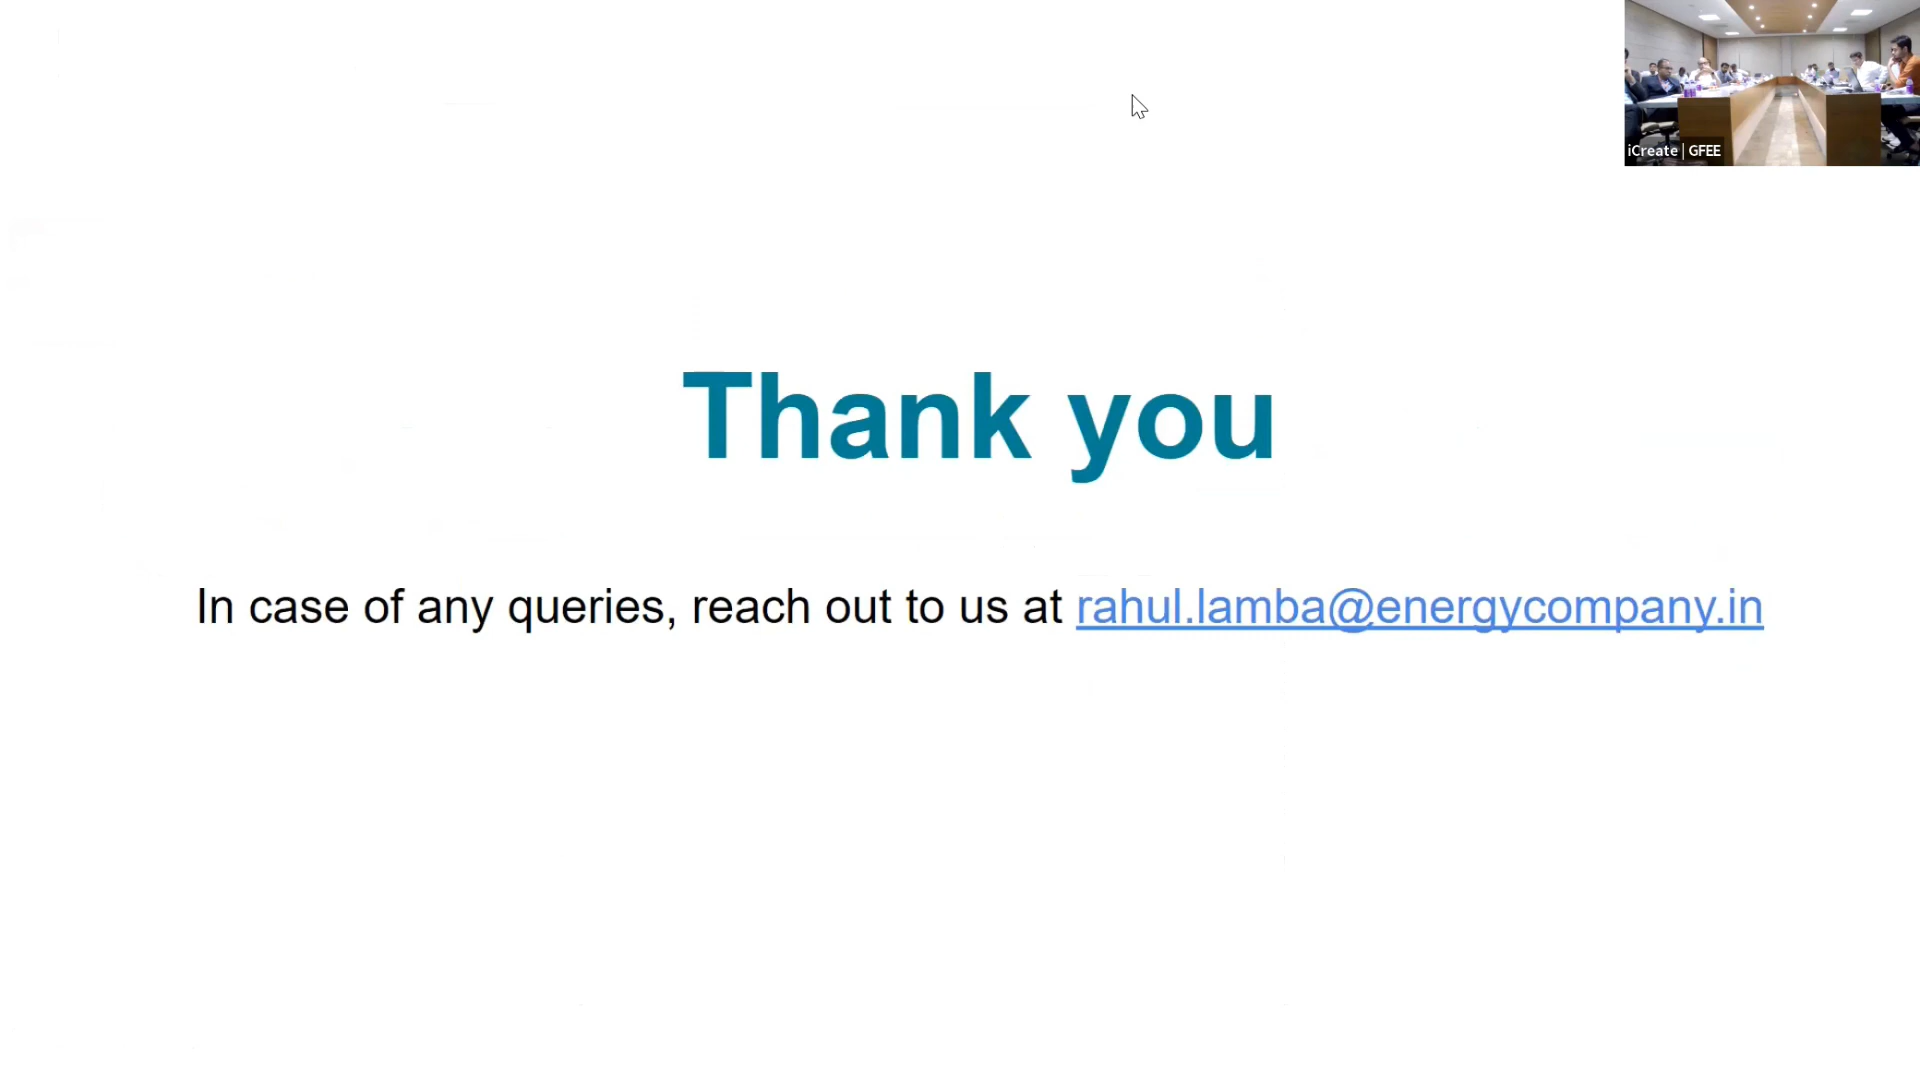 iCreate | GFEE
Thank you
In case of any queries, reach out to us at rahul.lamba@energycompany.in